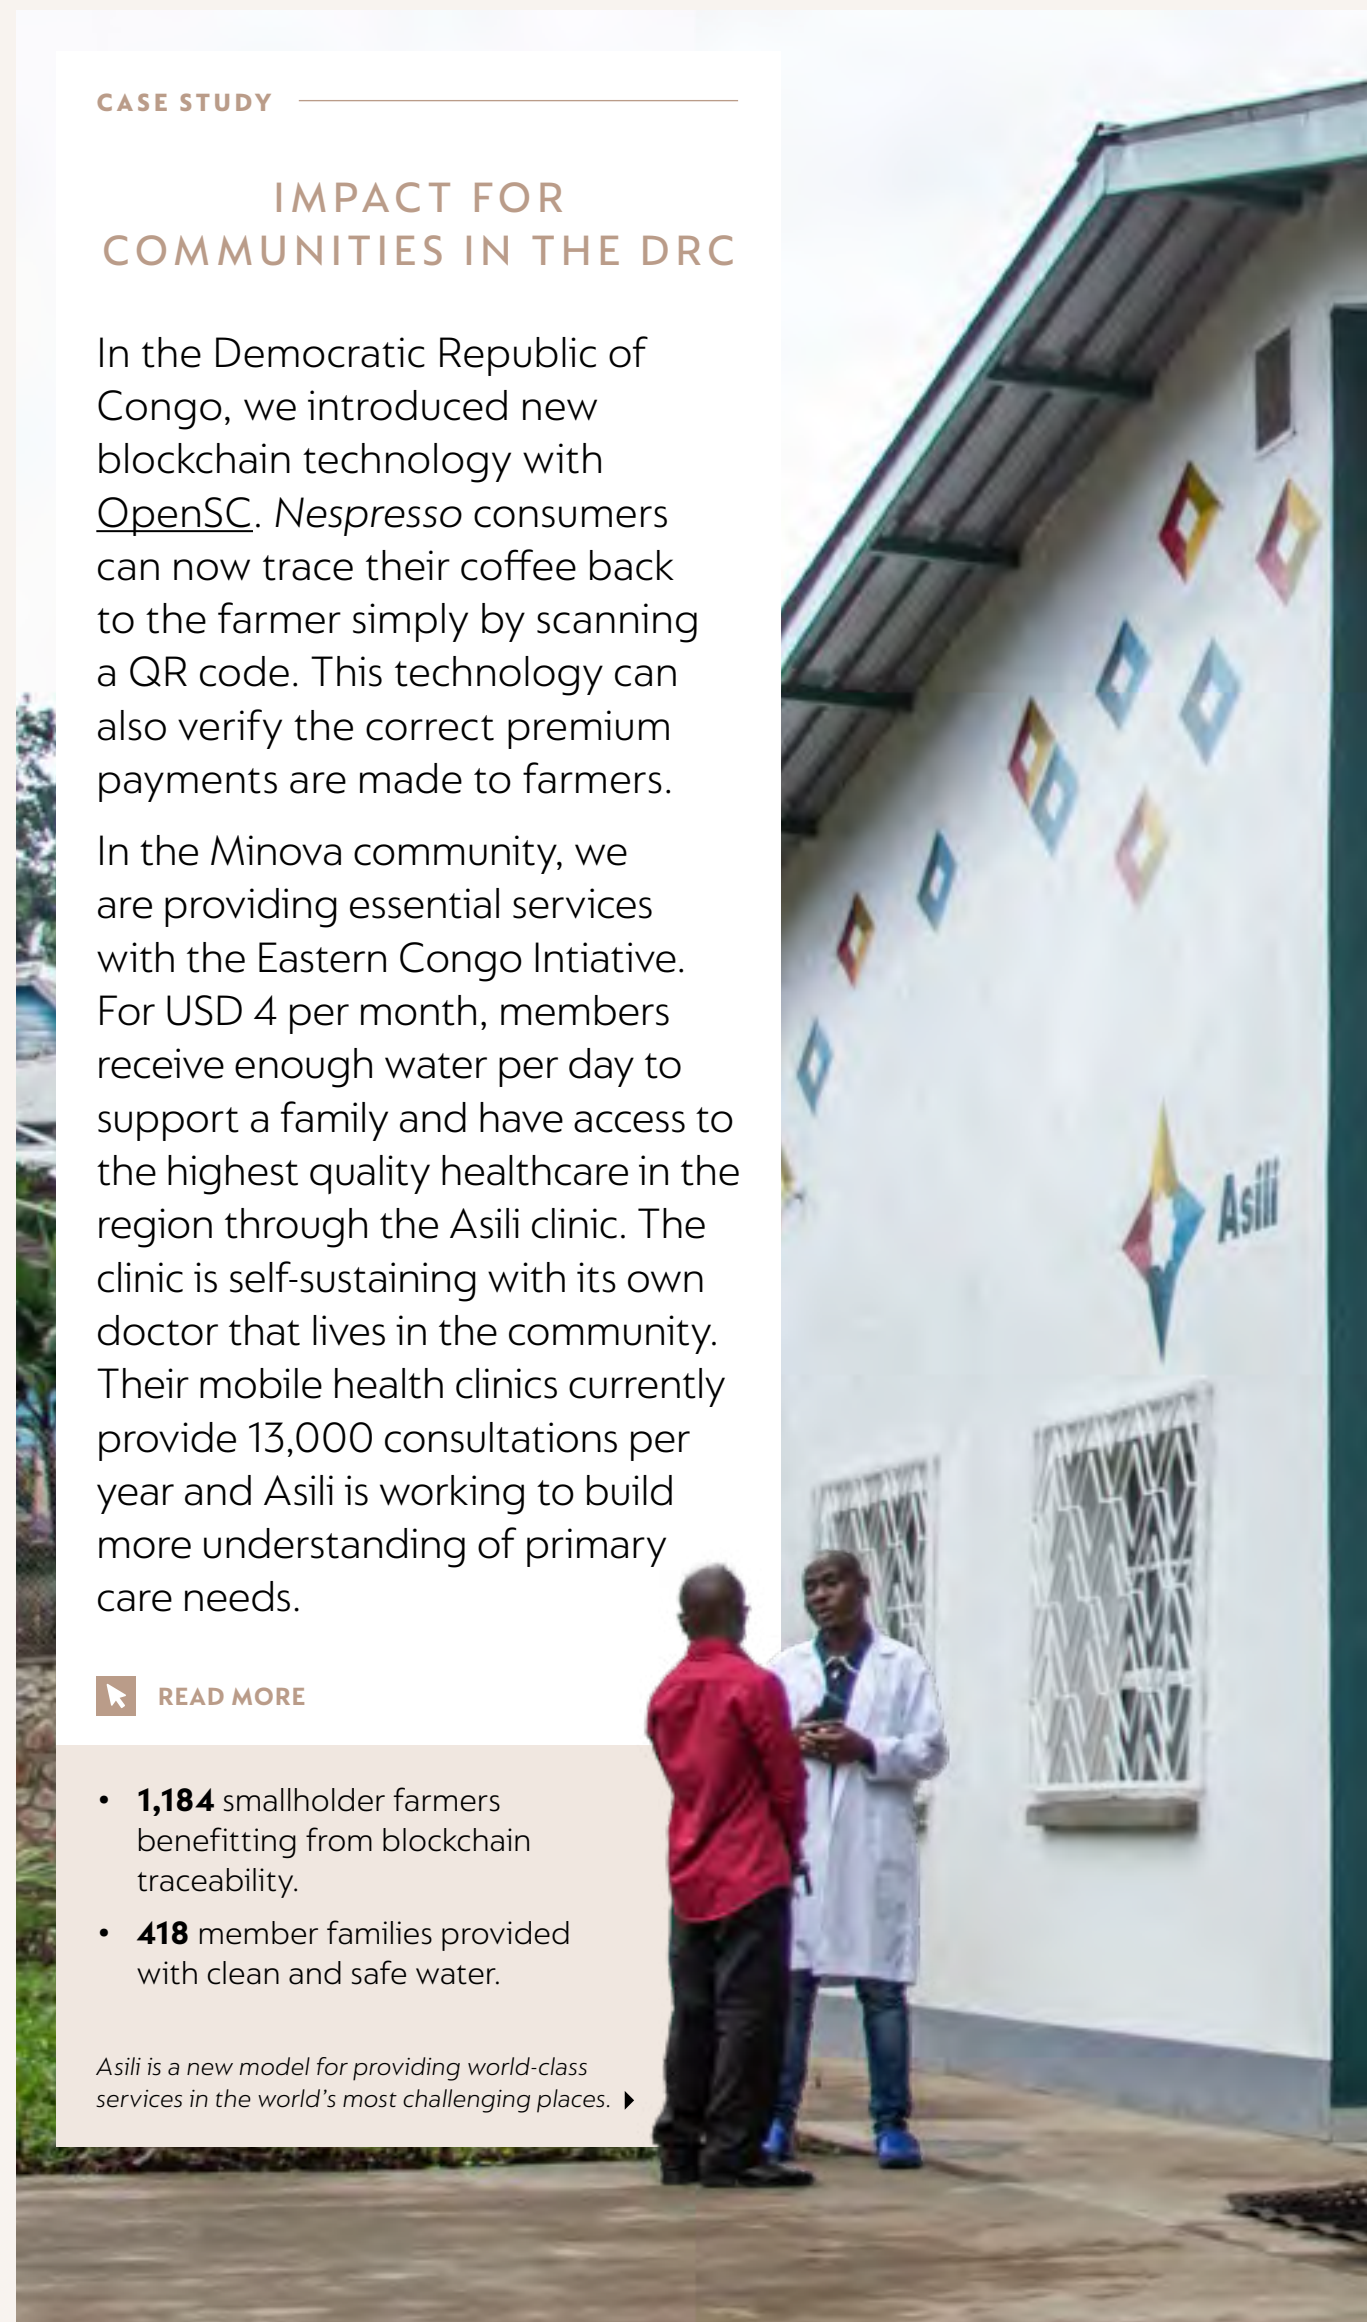 CASE STUDY
IMPACT FOR
COMMUNITIES IN THE DRC
In the Democratic Republic of
Congo, we introduced new
blockchain technology with
OpenSC. Nespresso consumers
can now trace their coffee back
to the farmer simply by scanning
a QR code. This technology can
also verify the correct premium
payments are made to farmers.
In the Minova community, we
are providing essential services
with the Eastern Congo Intiative.
For USD 4 per month, members
receive enough water per day to
support a family and have access to
the highest quality healthcare in the
region through the Asili clinic. The
clinic is self-sustaining with its own
doctor that lives in the community.
Their mobile health clinics currently
provide 13,000 consultations per
year and Asili is working to build
more understanding of primary
care needs.
READ MORE
• 1,184 smallholder farmers
benefitting from blockchain
traceability.
• 418 member families provided
with clean and safe water.
Asili is a new model for providing world-class
services in the world's most challenging places.
Asili